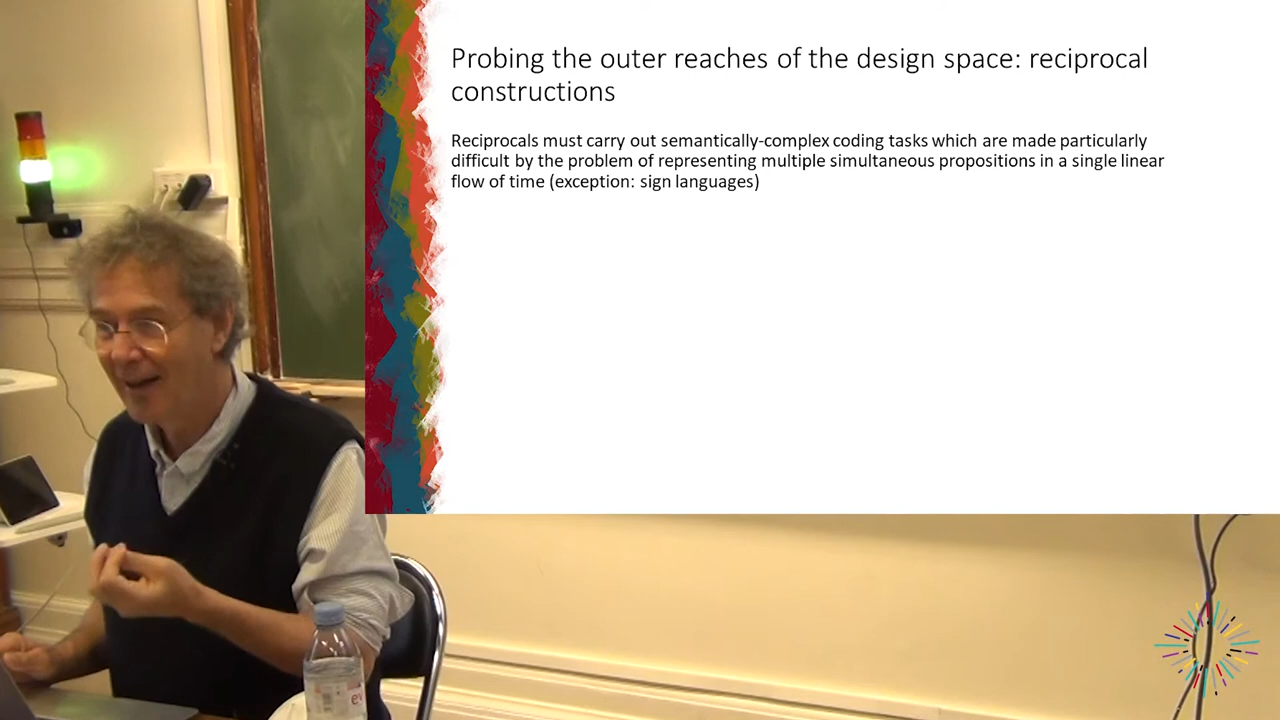 Probing the outer reaches of the design space: reciprocal
constructions
Reciprocals must carry out semantically-complex coding tasks which are made particularly
difficult by the problem of representing multiple simultaneous propositions in a single linear
flow of time (exception: sign languages)